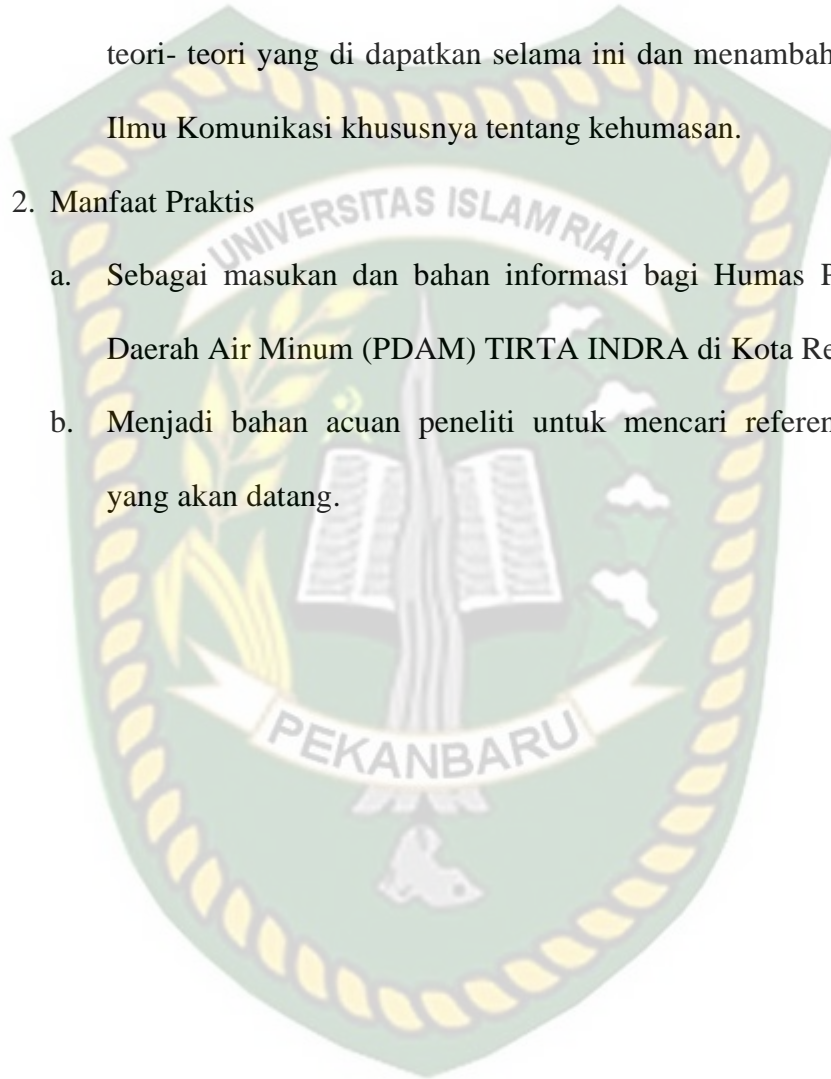 teori- teori yang di dapatkan selama ini dan menambah
Ilmu Komunikasi khususnya tentang kehumasan.
2. Manfaat Praktis
UNIVERSITAS ISLAM RIAU
a. Sebagai masukan dan bahan informasi bagi Humas
Daerah Air Minum (PDAM) TIRTA INDRA di Kota
b. Menjadi bahan acuan peneliti untuk mencari
yang akan datang.
PEKANBARU